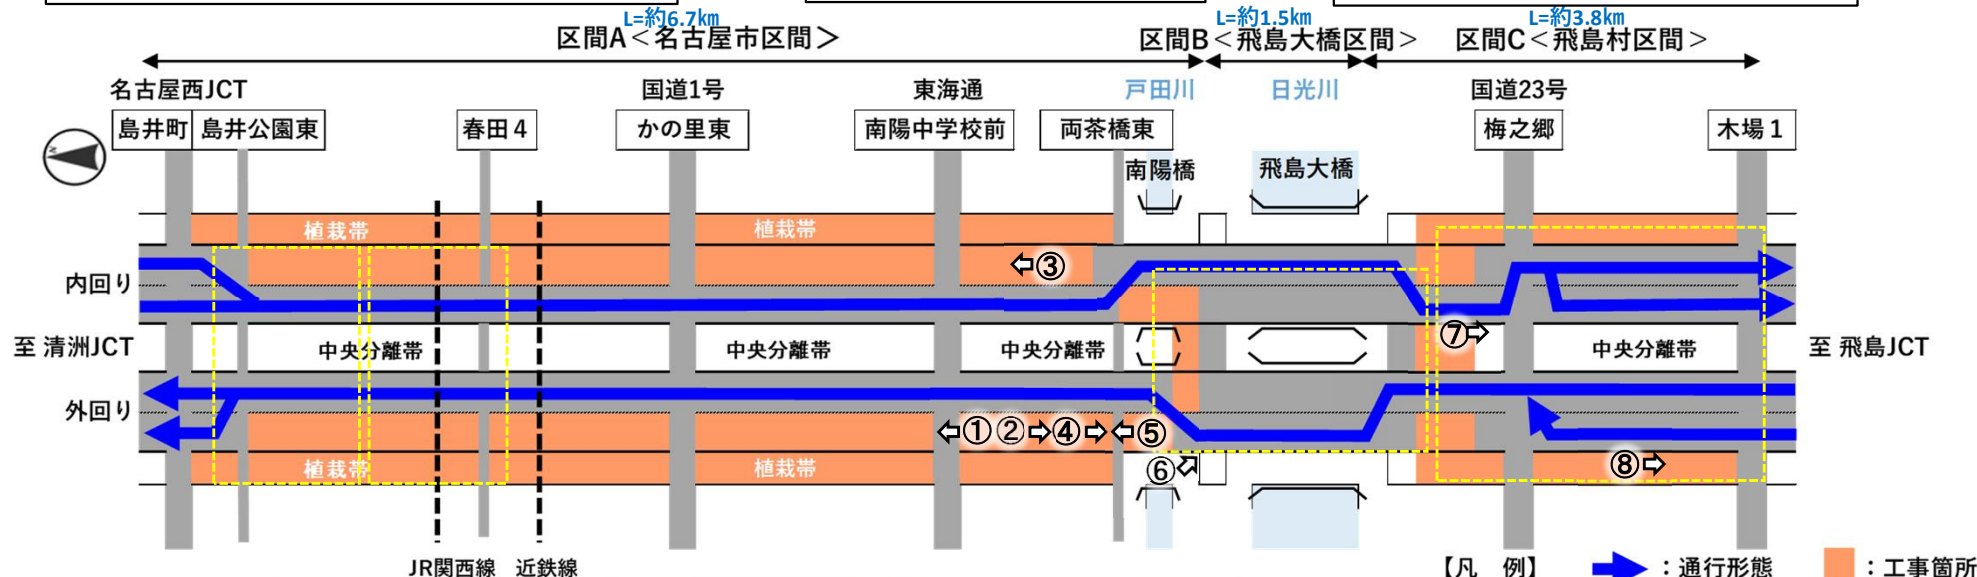 L=約6.7㎞
L=約1.5㎞
L=約3.8㎞
区間A＜名古屋市区間＞
区間B＜飛島大橋区間＞
区間C＜飛島村区間＞
名古屋西JCT
国道1号
東海通
戸田川
日光川
国道23号
島井町
島井公園東
春田4
かの里東
南陽中学校前
両茶橋東
梅之郷
木場1
N
南陽橋
飛島大橋
植栽帯
植栽帯
③
内回り
⑦
至 清洲JCT
中央分離帯
中央分離帯
中央分離帯
中央分離帯
至 飛島JCT
外回り
①
②
④
⑤
植栽帯
植栽帯
⑥
⑧
JR関西線
近鉄線
【凡 例】
：通行形態
：工事箇所